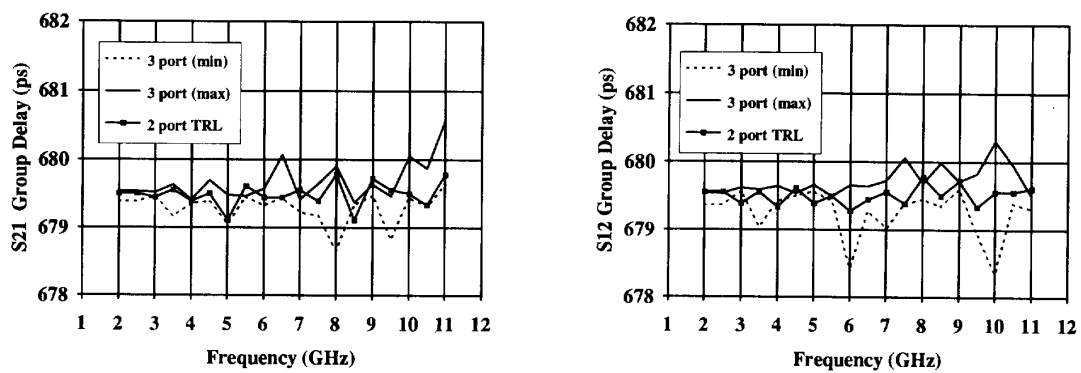 682
681
680
679
678
S21 Group Delay (ps)
3 port (min)
3 port (max)
2 port TRL
1 2 3 4 5 6 7 8 9 10 11 12
Frequency (GHz)
682
681
680
679
678
S12 Group Delay (ps)
3 port (min)
3 port (max)
2 port TRL
1 2 3 4 5 6 7 8 9 10 11 12
Frequency (GHz)